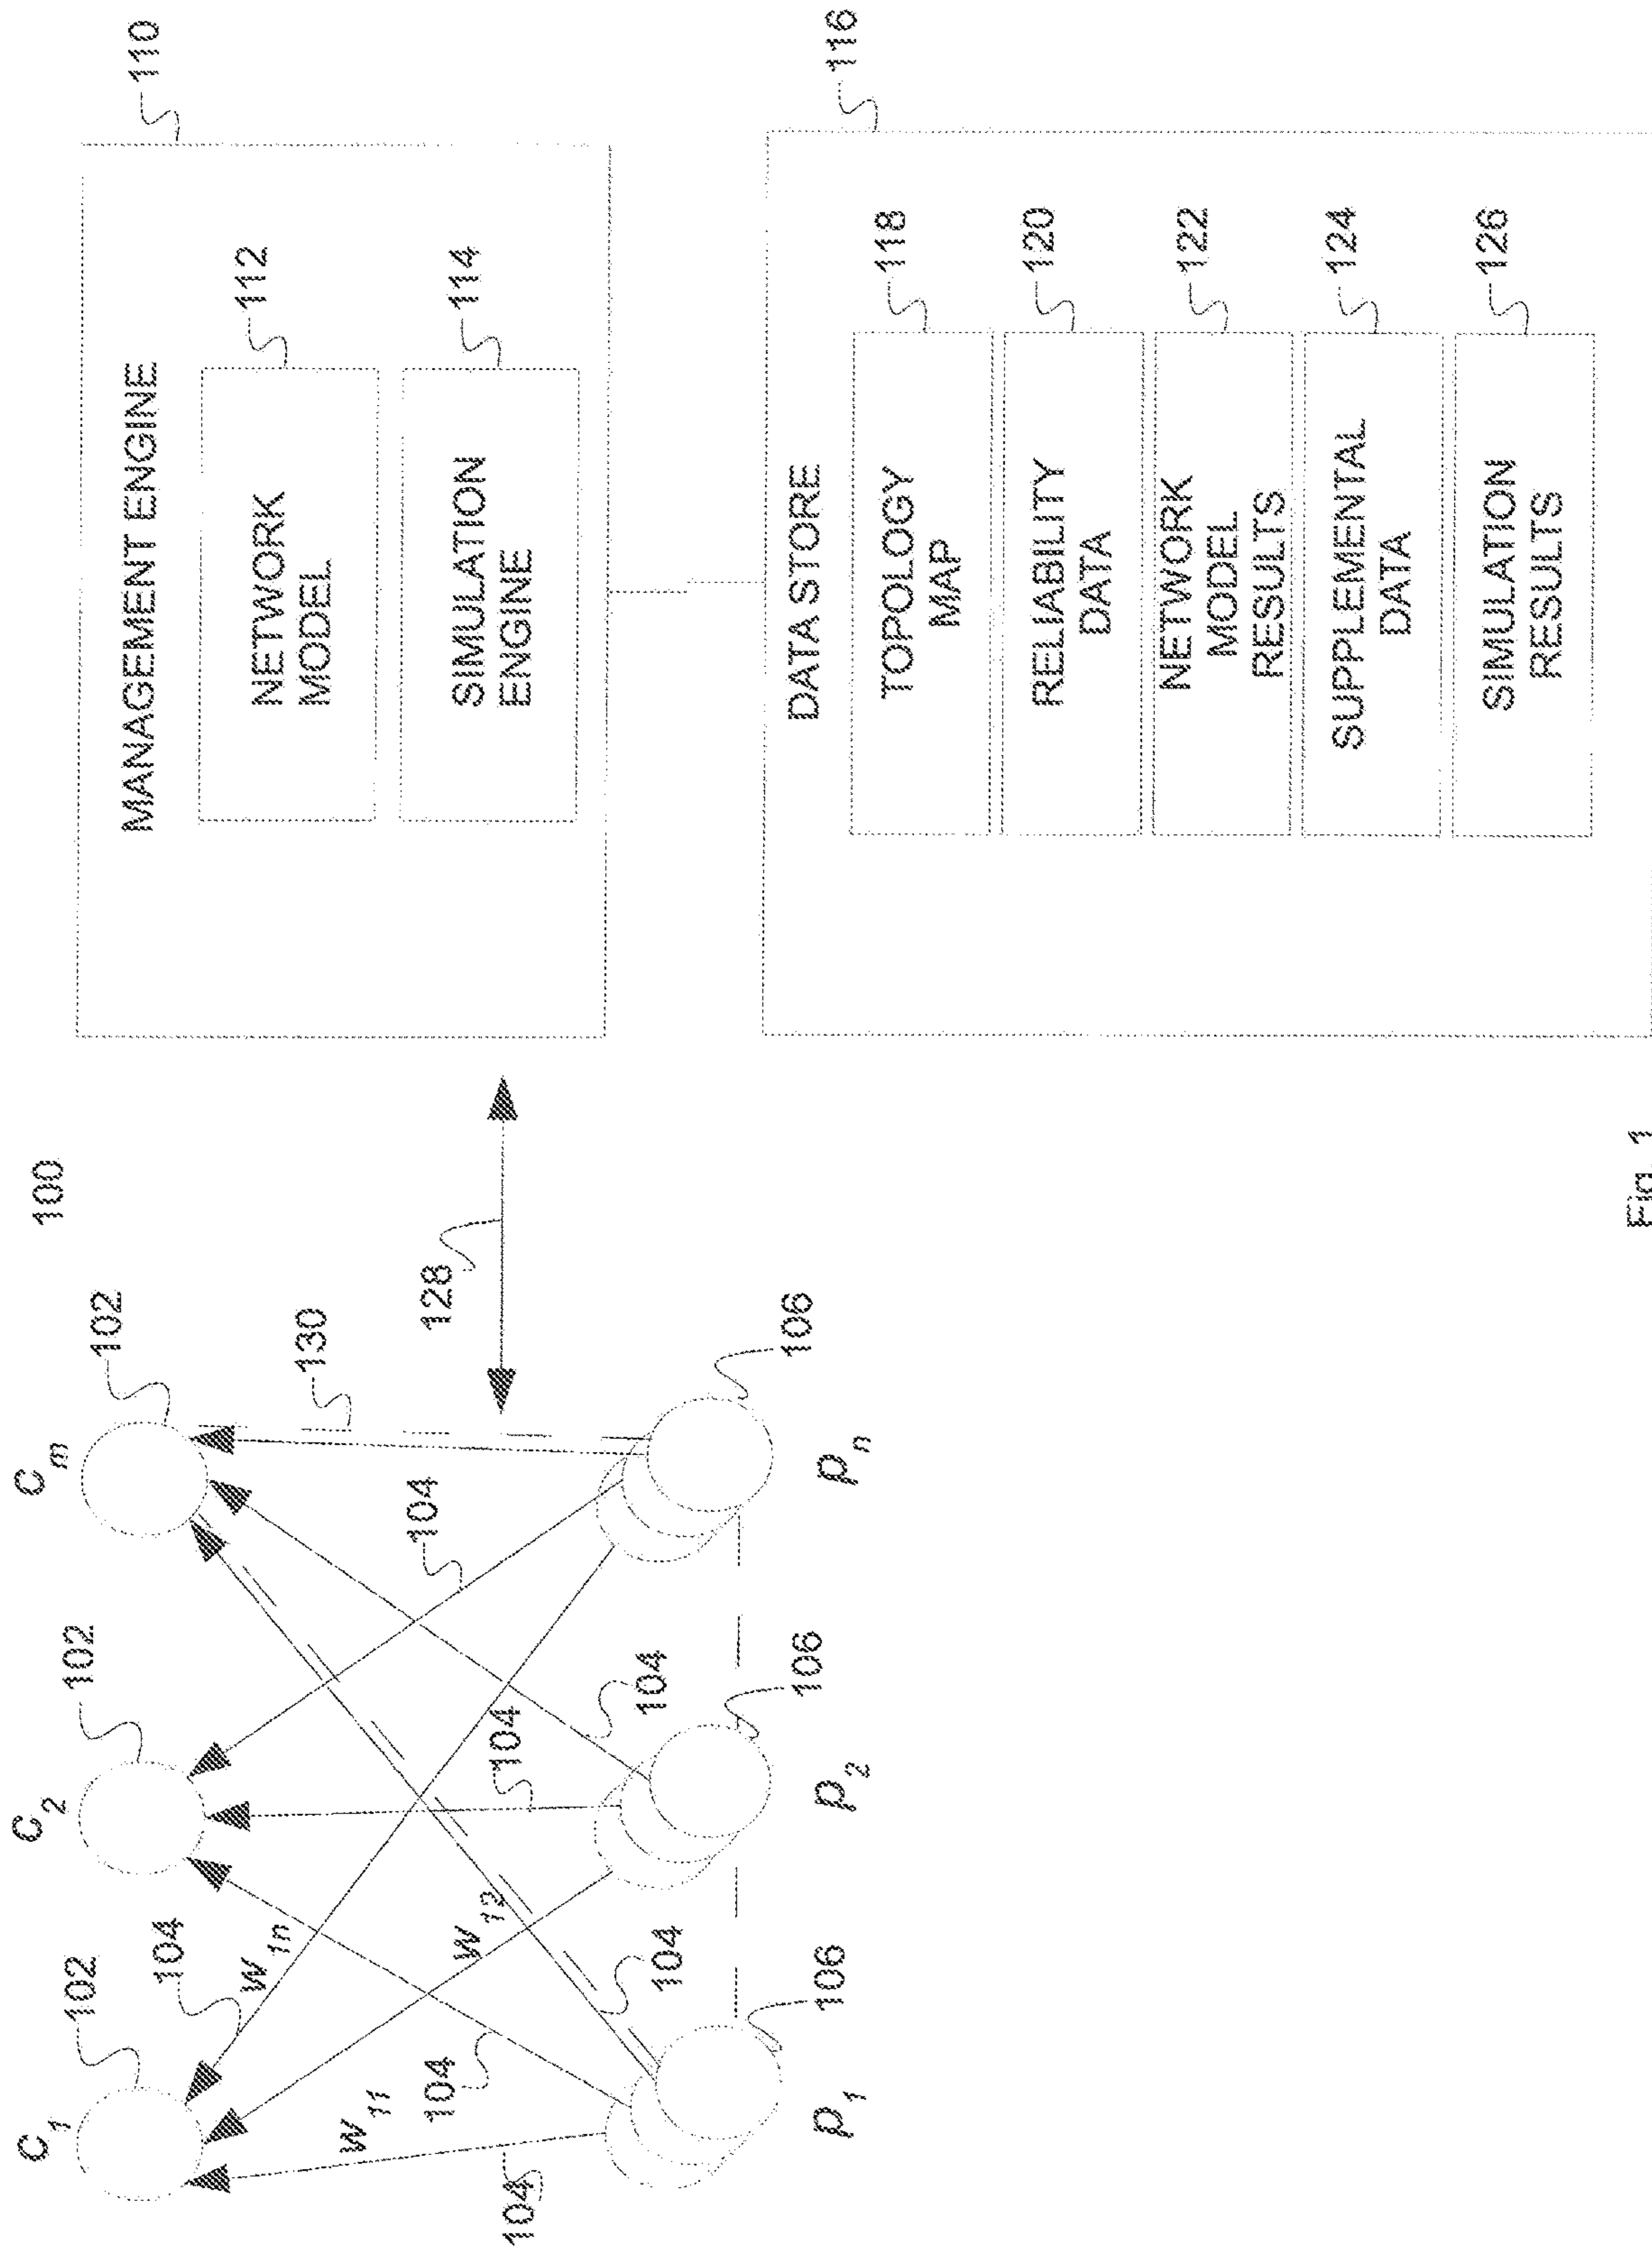 100
c1
c2
cm
102
102
102
104
w1n
w11
104
104
w12
104
104
104
104
130
128
106
106
106
p1
p2
pn
MANAGEMENT ENGINE
110
NETWORK
MODEL
112
SIMULATION
ENGINE
114
DATA STORE
116
TOPOLOGY
MAP
118
RELIABILITY
DATA
120
NETWORK
MODEL
RESULTS
122
SUPPLEMENTAL
DATA
124
SIMULATION
RESULTS
126
Fig. 1